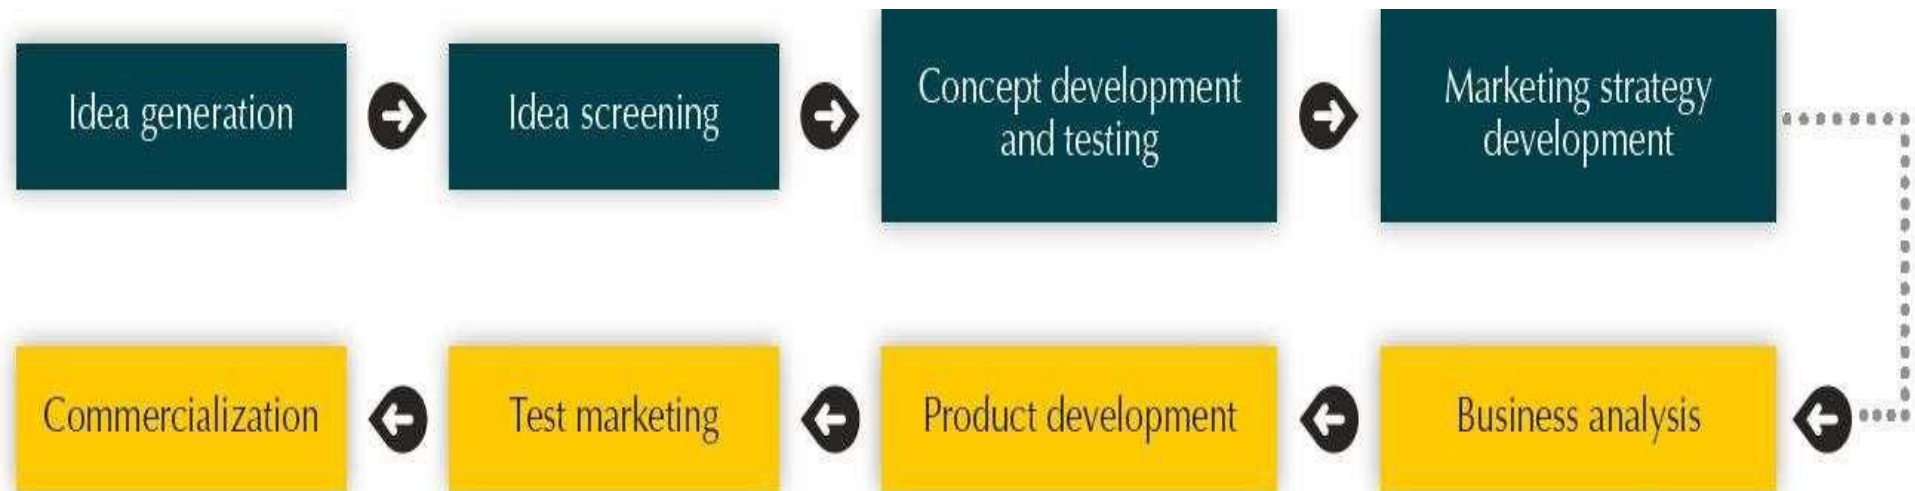 Idea generation
Idea screening
Concept development
and testing
Marketing strategy
development
Business analysis
Product development
Test marketing
Commercialization